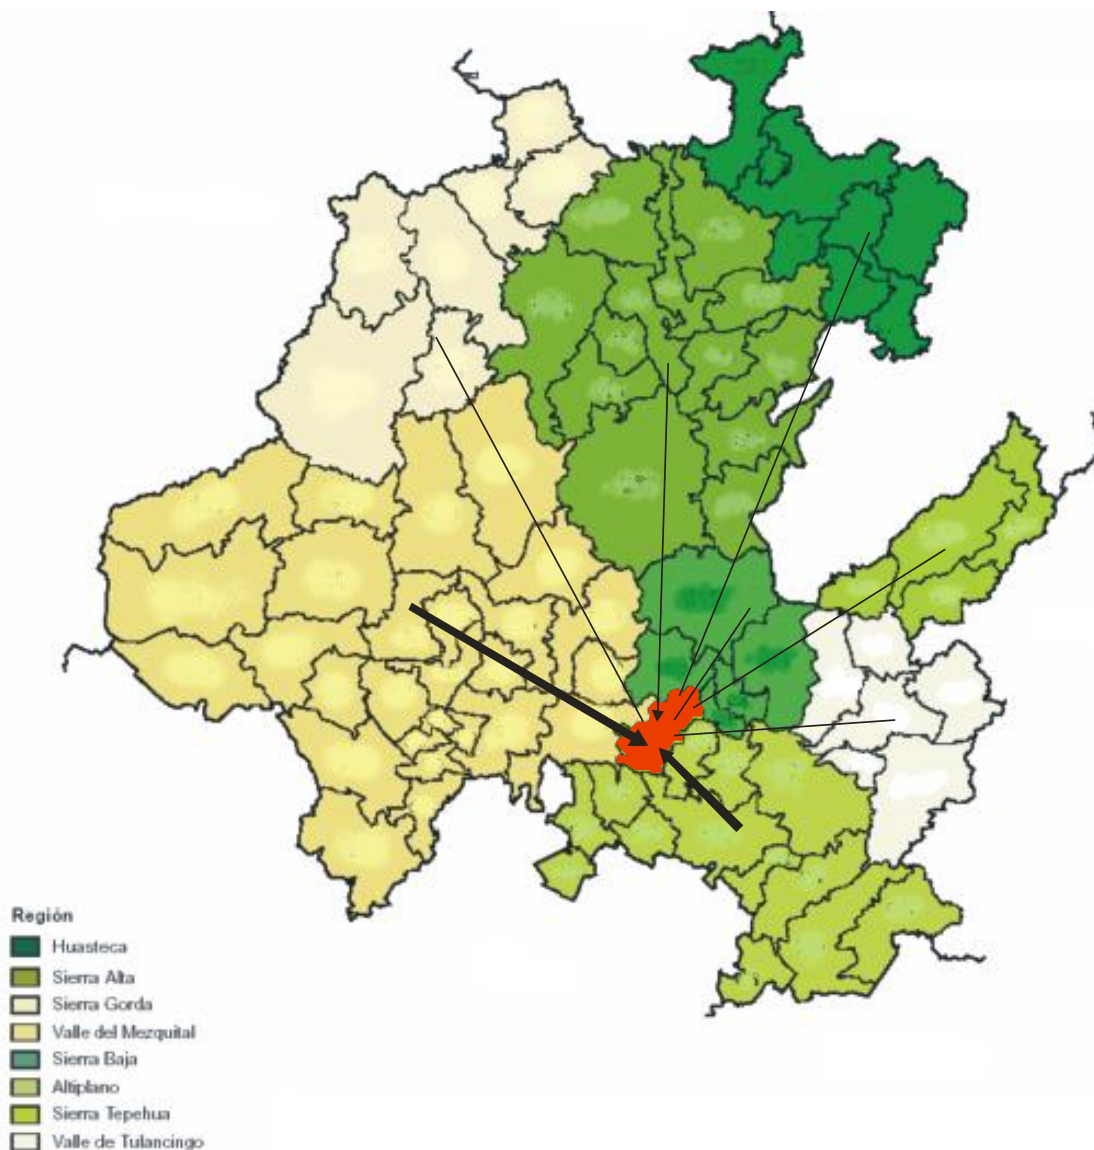 Región
Huasteca
Sierra Alta
Sierra Gorda
Valle del Mezquital
Sierra Baja
Altiplano
Sierra Tepehua
Valle de Tulancingo